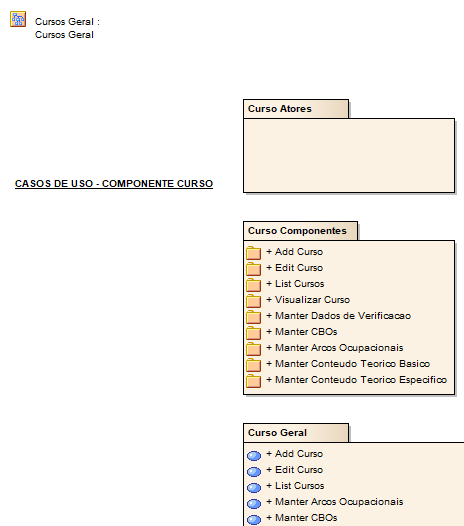 Cursos Geral :
Cursos Geral
Curso Atores
CASOS DE USO - COMPONENTE CURSO
Curso Componentes
+ Add Curso
+ Edit Curso
+ List Cursos
+ Visualizar Curso
+ Manter Dados de Verificacao
+ Manter CBOs
+ Manter Arcos Ocupacionais
+ Manter Conteudo Teorico Basico
+ Manter Conteudo Teorico Especifico
Curso Geral
+ Add Curso
+ Edit Curso
+ List Cursos
+ Manter Arcos Ocupacionais
+ Manter CBOs